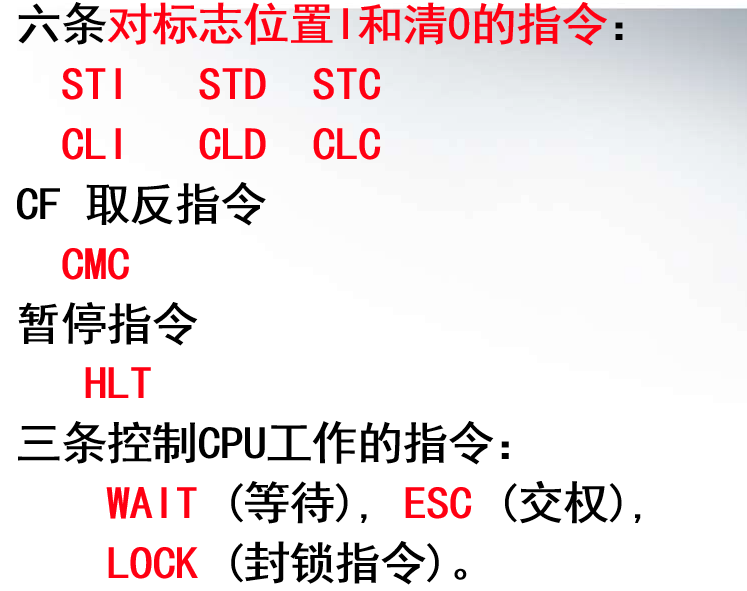 六条对标志位置1和清0的指令：
STI STD STC
CLI CLD CLC
CF 取反指令
CMC
暂停指令
HLT
三条控制CPU工作的指令：
WAIT (等待), ESC (交权),
LOCK (封锁指令)。